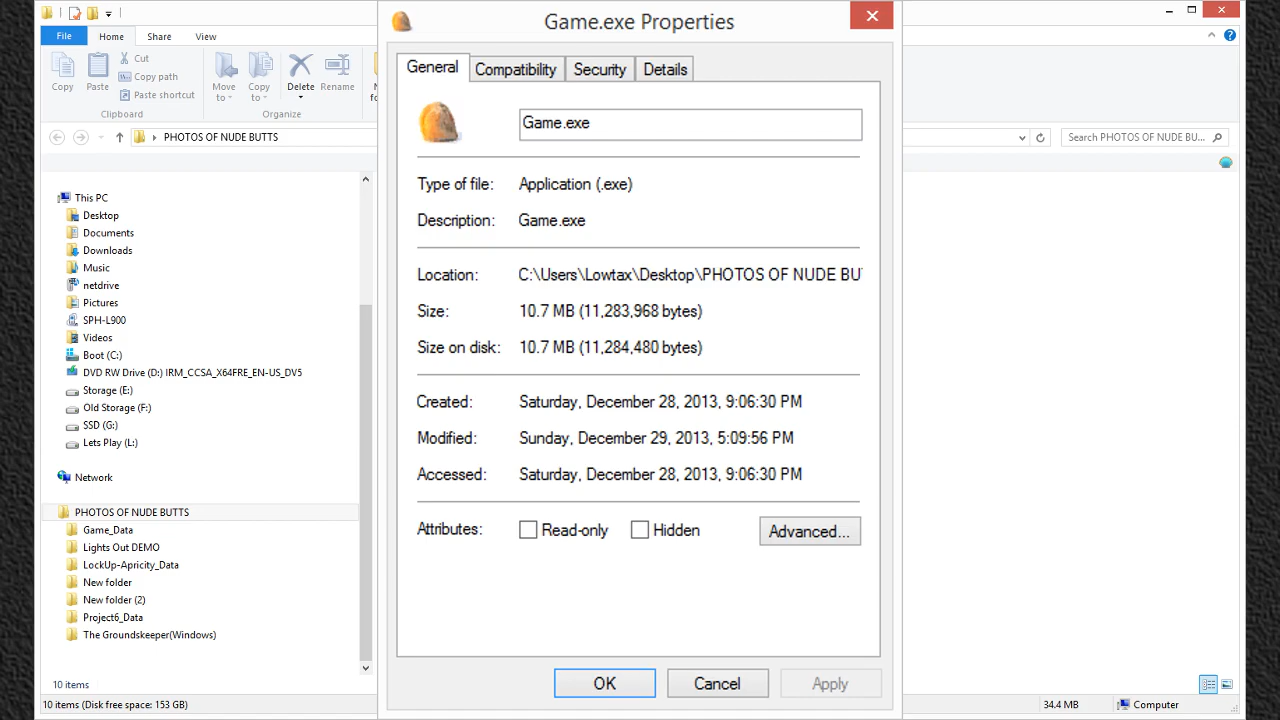 Game.exe Properties
File Home Share View
Copy
Paste
Cut
Copy path
Paste shortcut
Clipboard
Move
to
Copy
to
Delete
Rename
Organize
PHOTOS OF NUDE BUTTS
Search PHOTOS OF NUDE BU...
This PC
Desktop
Documents
Downloads
Music
netdrive
Pictures
SPH-L900
Videos
Boot (C:)
DVD RW Drive (D:) IRM_CCSA_X64FRE_EN-US_DV5
Storage (E:)
Old Storage (F:)
SSD (G:)
Lets Play (L:)
Network
PHOTOS OF NUDE BUTTS
Game_Data
Lights Out DEMO
LockUp-Apricity_Data
New folder
New folder (2)
Project6_Data
The Groundskeeper(Windows)
10 items
10 items (Disk free space: 153 GB)
General Compatibility Security Details
Game.exe
Type of file: Application (.exe)
Description: Game.exe
Location: C:\Users\Lowtax\Desktop\PHOTOS OF NUDE BU
Size: 10.7 MB (11,283,968 bytes)
Size on disk: 10.7 MB (11,284,480 bytes)
Created: Saturday, December 28, 2013, 9:06:30 PM
Modified: Sunday, December 29, 2013, 5:09:56 PM
Accessed: Saturday, December 28, 2013, 9:06:30 PM
Attributes: Read-only Hidden Advanced...
OK Cancel Apply
34.4 MB Computer